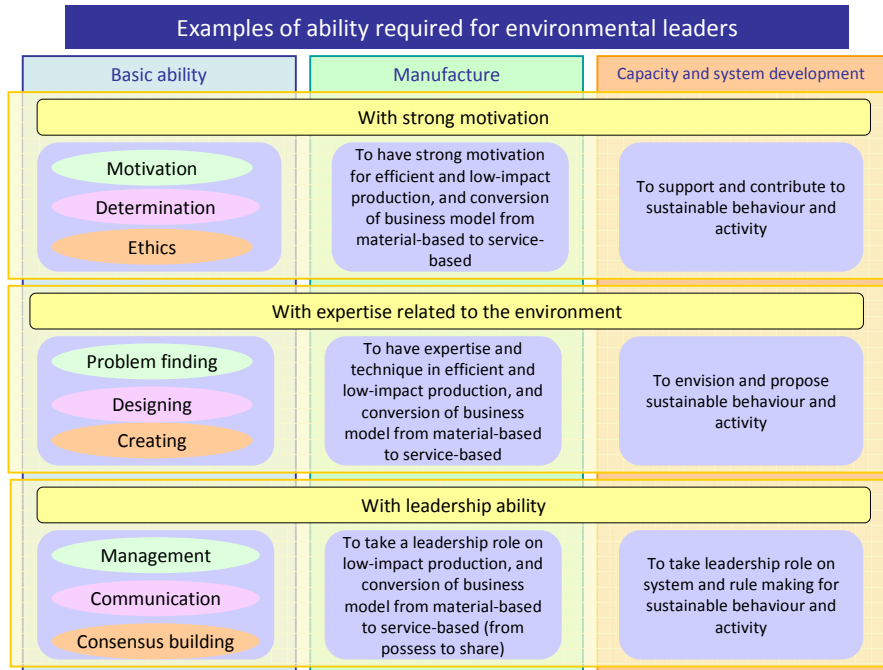 Examples of ability required for environmental leaders
Basic ability
Manufacture
Capacity and system development
With strong motivation
Motivation
Determination
Ethics
To have strong motivation
for efficient and low-impact
production, and conversion
of business model from
material-based to service-
based
To support and contribute to
sustainable behaviour and
activity
With expertise related to the environment
Problem finding
Designing
Creating
To have expertise and
technique in efficient and
low-impact production, and
conversion of business
model from material-based
to service-based
To envision and propose
sustainable behaviour and
activity
With leadership ability
Management
Communication
Consensus building
To take a leadership role on
low-impact production, and
conversion of business
model from material-based
to service-based (from
possess to share)
To take leadership role on
system and rule making for
sustainable behaviour and
activity